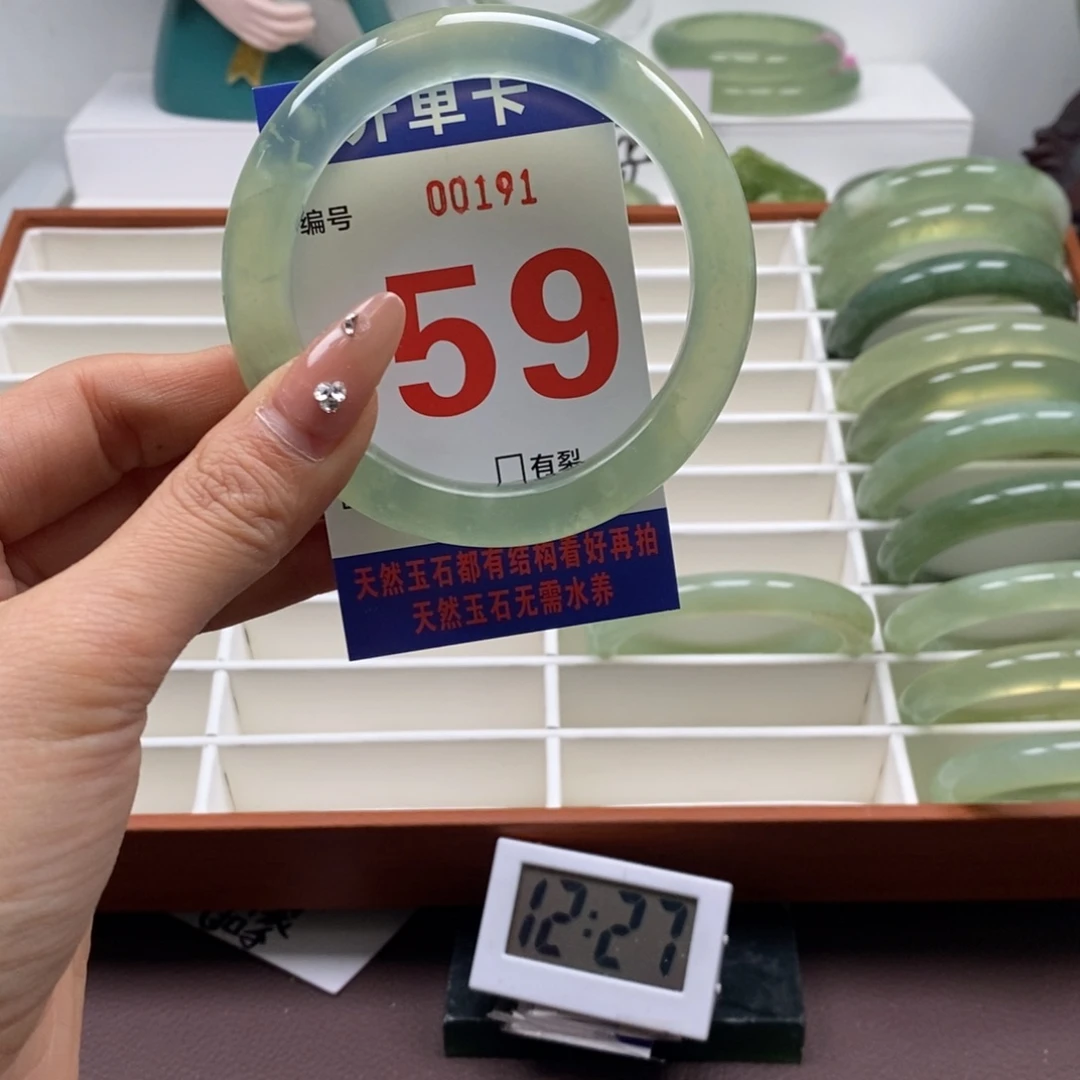 开单卡
00191
编号
59
有裂
天然玉石都有结构看好再拍
天然玉石无需水养
12:27